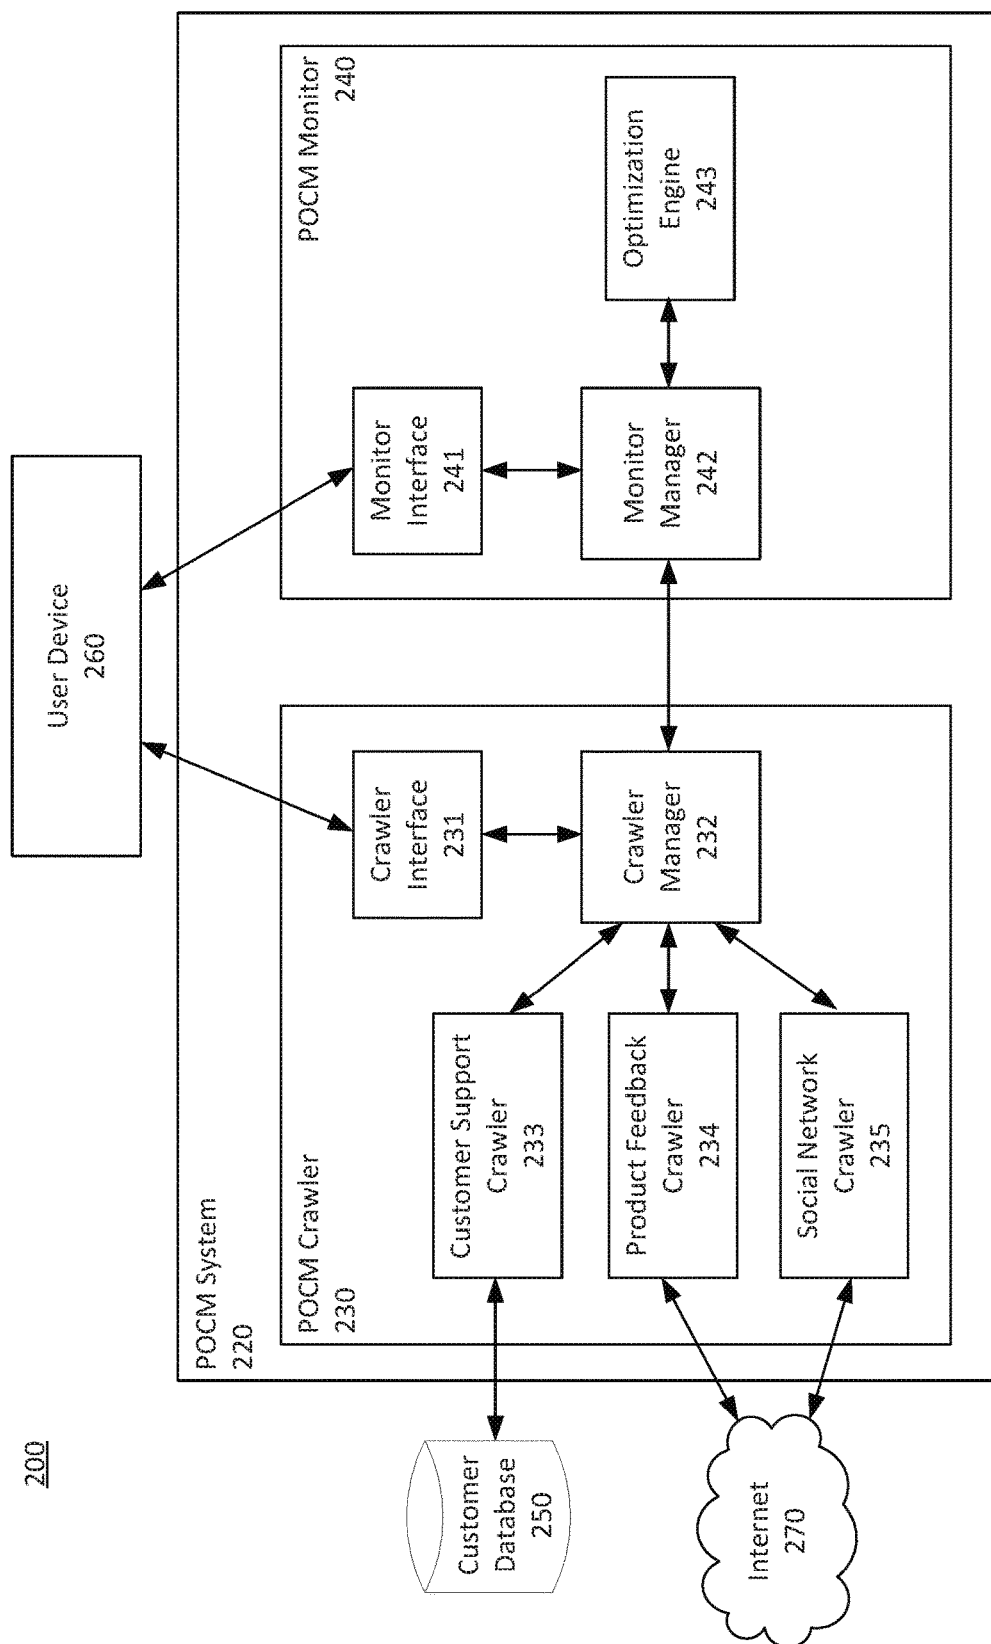 200
User Device
260
POCM System
220
POCM Crawler
230
Crawler
Interface
231
Crawler
Manager
232
Customer Support
Crawler
233
Product Feedback
Crawler
234
Social Network
Crawler
235
POCM Monitor
240
Monitor
Interface
241
Monitor
Manager
242
Optimization
Engine
243
Customer
Database
250
Internet
270